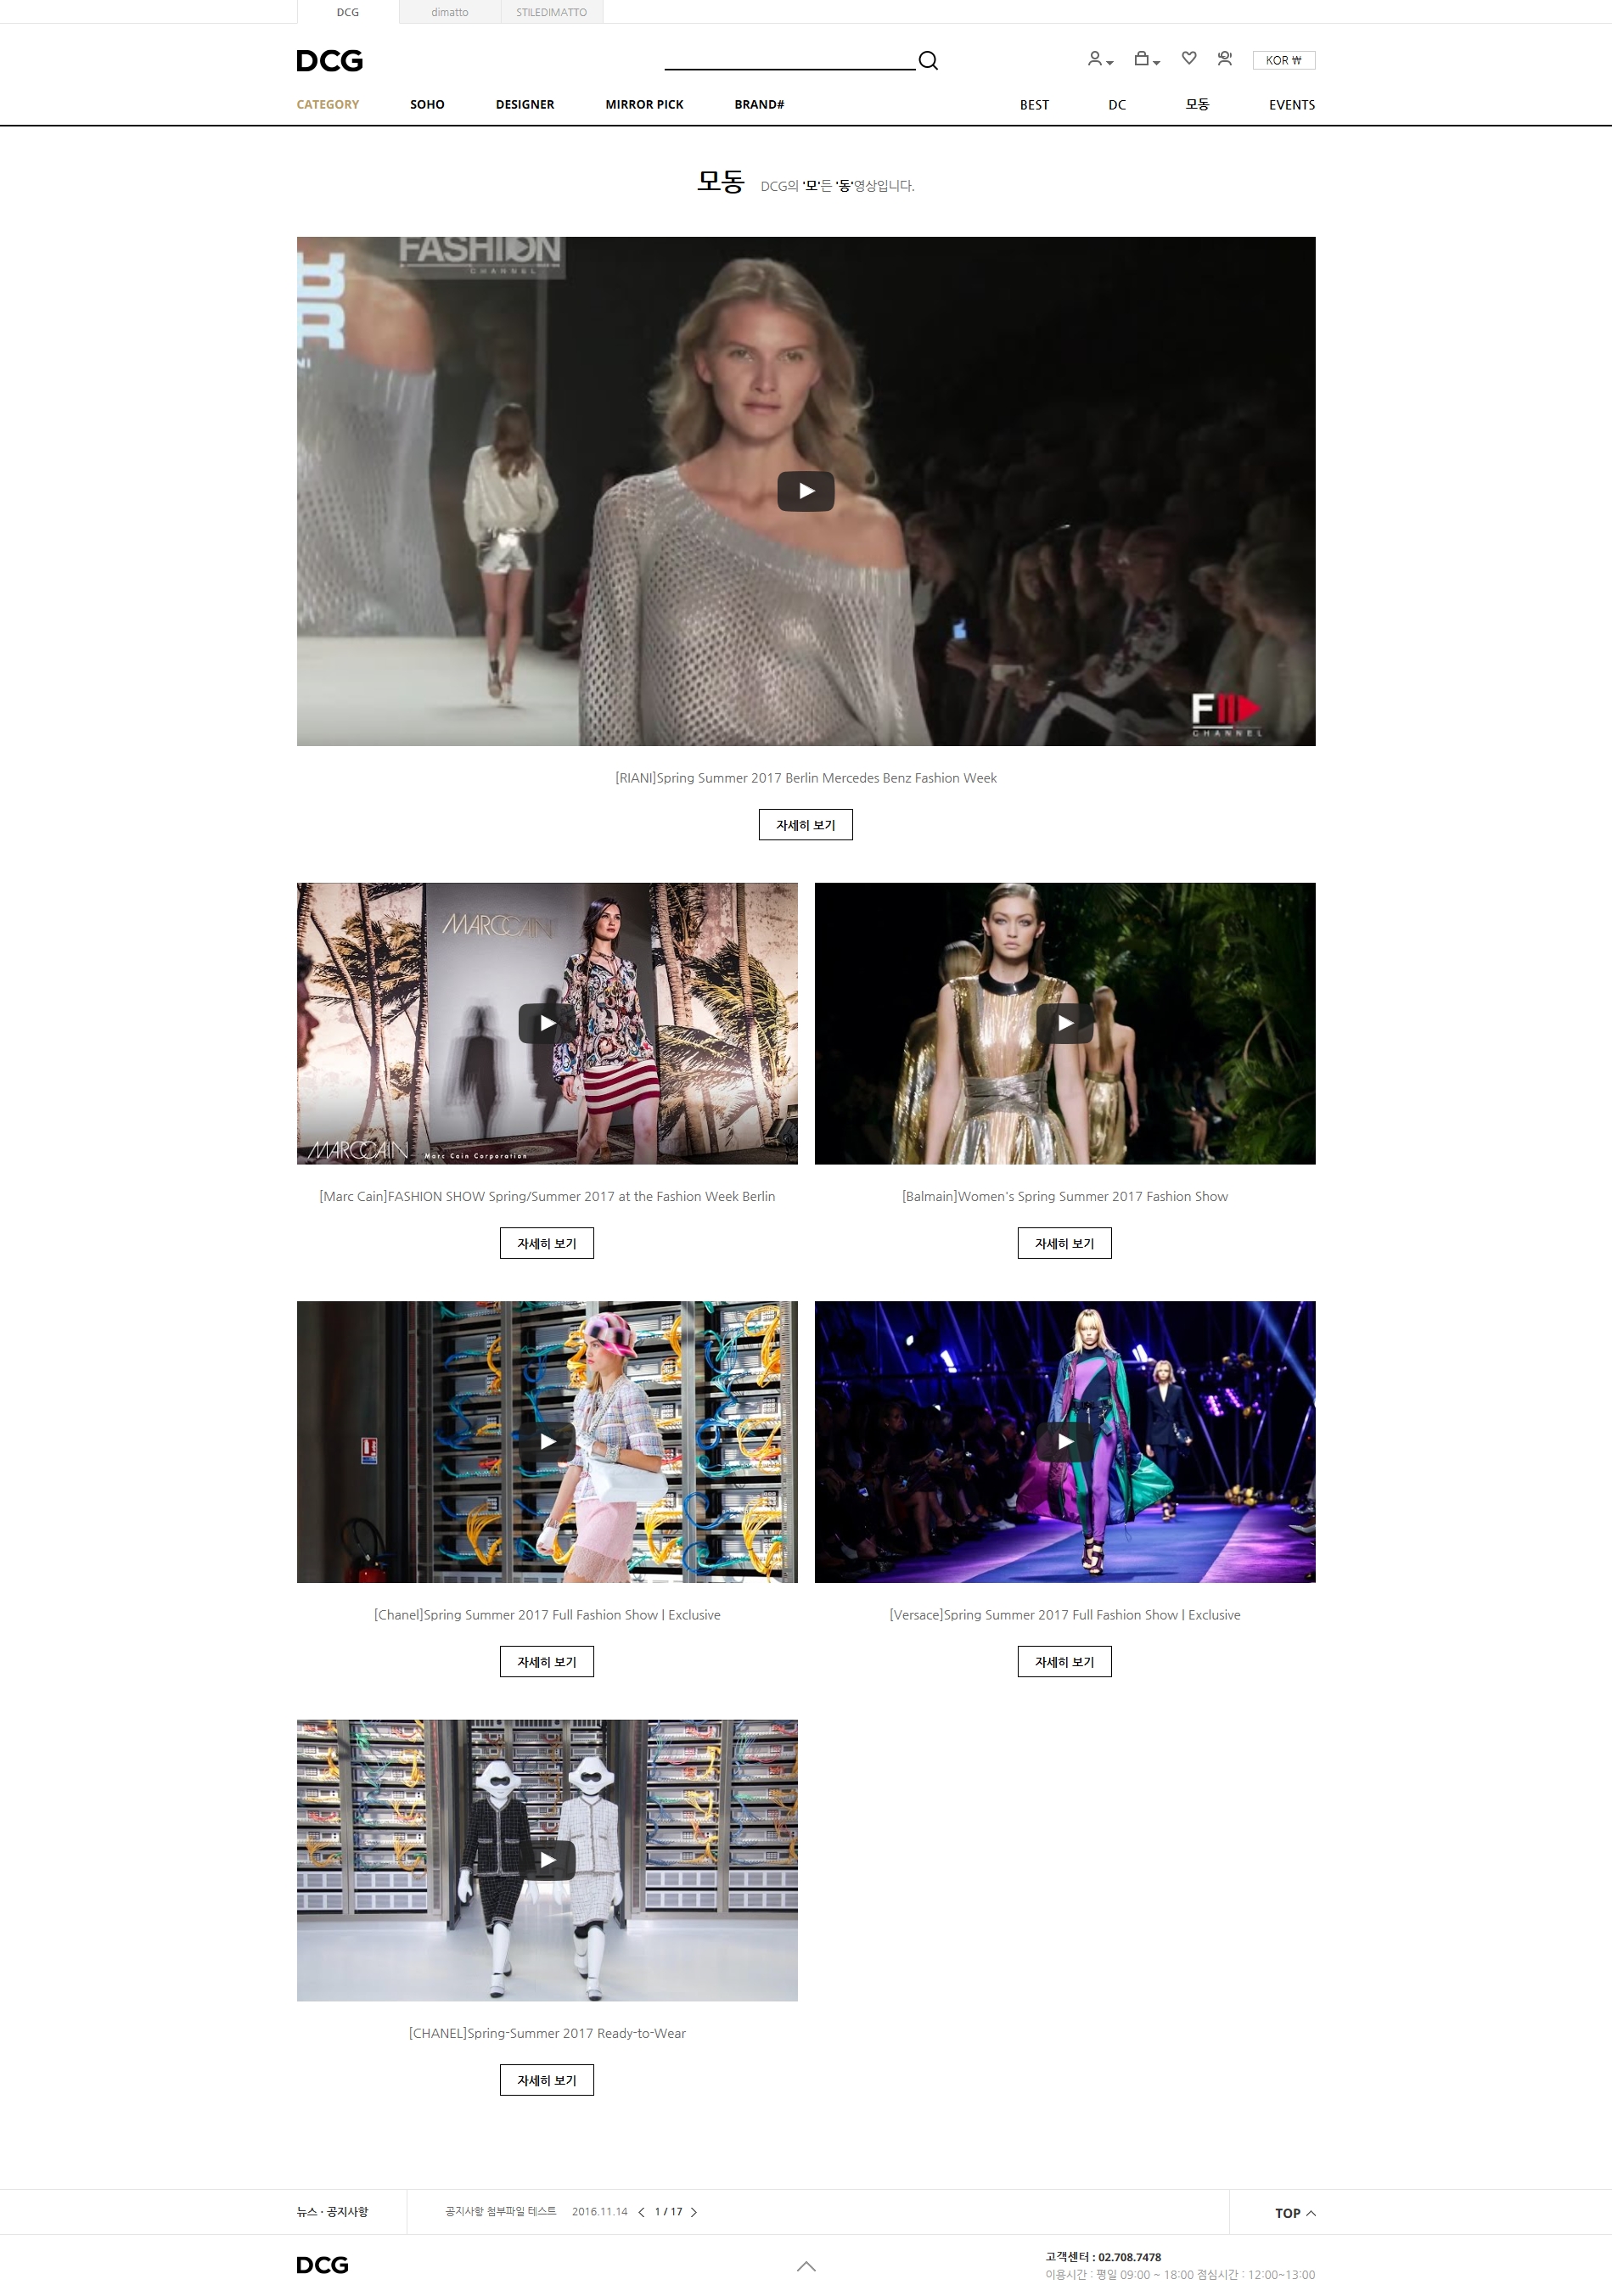 DCG dimatto STILEDIMATTO
DCG
KOR ₩
CATEGORY SOHO DESIGNER MIRROR PICK BRAND# BEST DC 모동 EVENTS
모동 DCG의 '모'든 '동'영상입니다.
FASHION
CHANNEL
F
CHANNEL
[RIANI]Spring Summer 2017 Berlin Mercedes Benz Fashion Week
자세히 보기
MARCCAIN
MARCCAIN Marc Cain Corporation
[Marc Cain]FASHION SHOW Spring/Summer 2017 at the Fashion Week Berlin
자세히 보기
[Balmain]Women's Spring Summer 2017 Fashion Show
자세히 보기
[Chanel]Spring Summer 2017 Full Fashion Show | Exclusive
자세히 보기
[Versace]Spring Summer 2017 Full Fashion Show | Exclusive
자세히 보기
[CHANEL]Spring-Summer 2017 Ready-to-Wear
자세히 보기
뉴스 · 공지사항 공지사항 첨부파일 테스트 2016.11.14 1 / 17 TOP
DCG
고객센터 : 02.708.7478
이용시간 : 평일 09:00 ~ 18:00 점심시간 : 12:00~13:00